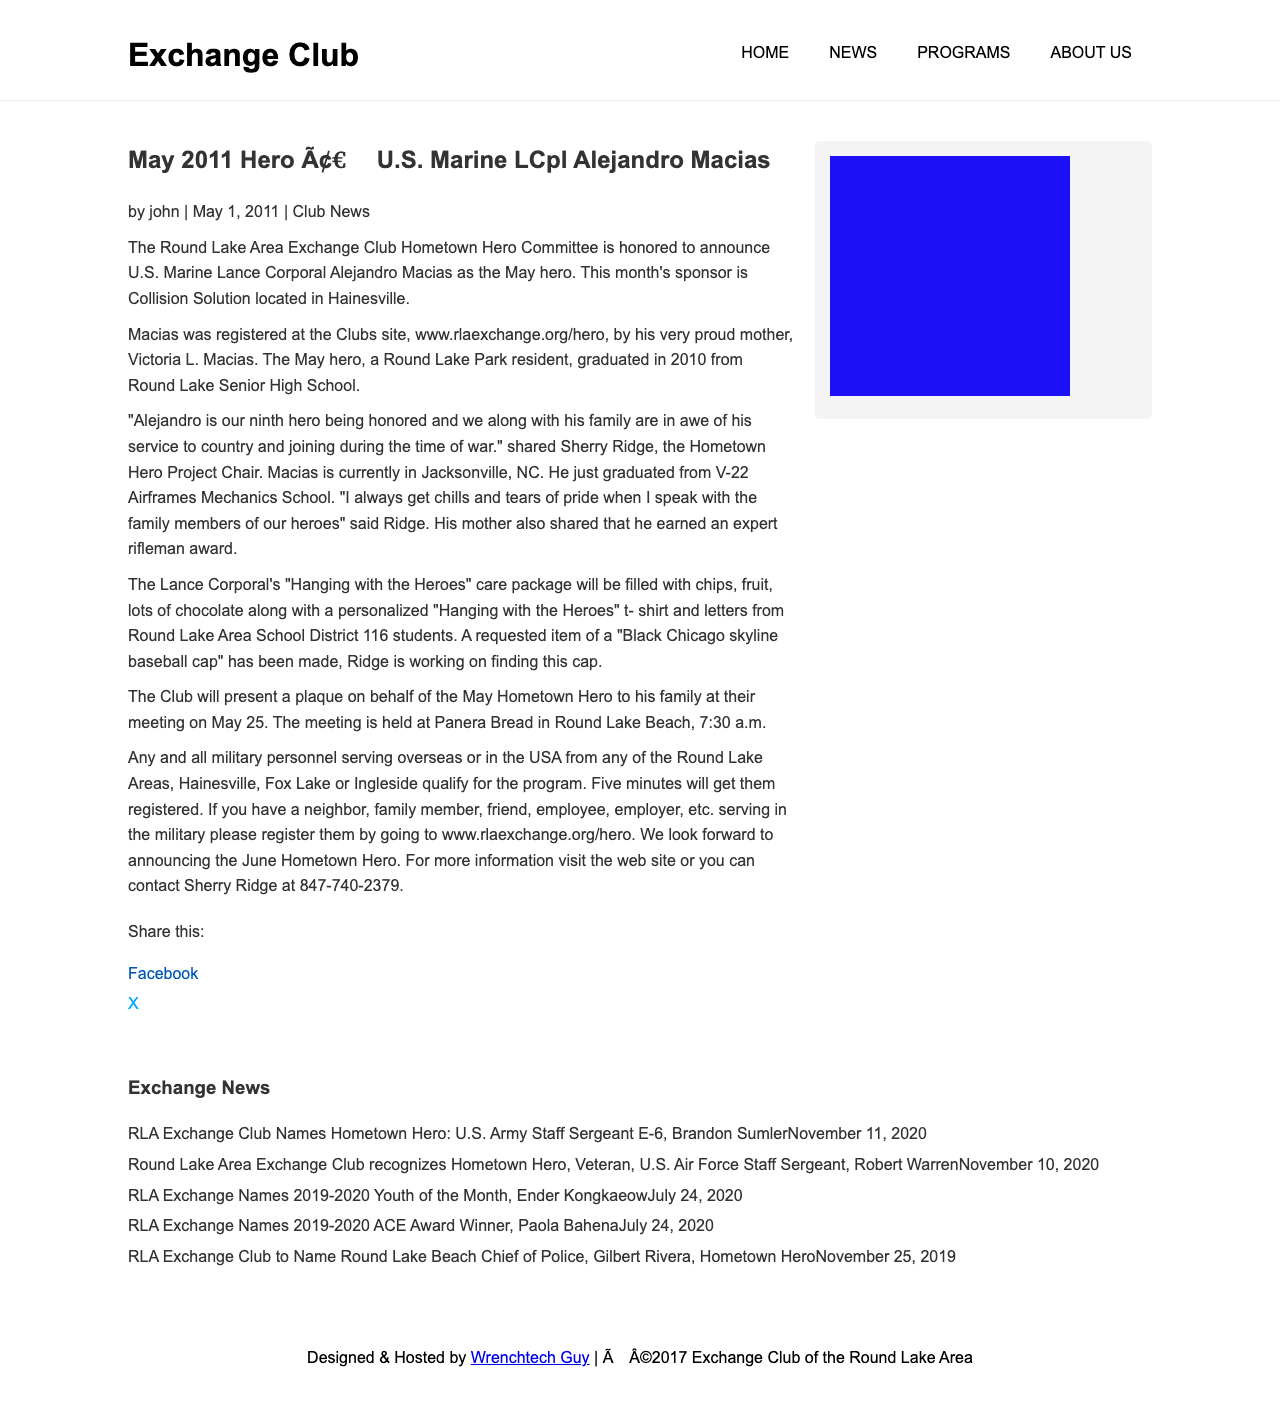 Exchange Club
HOME NEWS PROGRAMS ABOUT US
May 2011 Hero Ã¢€ U.S. Marine LCpl Alejandro Macias
by john | May 1, 2011 | Club News
The Round Lake Area Exchange Club Hometown Hero Committee is honored to announce
U.S. Marine Lance Corporal Alejandro Macias as the May hero. This month's sponsor is
Collision Solution located in Hainesville.
Macias was registered at the Clubs site, www.rlaexchange.org/hero, by his very proud mother,
Victoria L. Macias. The May hero, a Round Lake Park resident, graduated in 2010 from
Round Lake Senior High School.
"Alejandro is our ninth hero being honored and we along with his family are in awe of his
service to country and joining during the time of war." shared Sherry Ridge, the Hometown
Hero Project Chair. Macias is currently in Jacksonville, NC. He just graduated from V-22
Airframes Mechanics School. "I always get chills and tears of pride when I speak with the
family members of our heroes" said Ridge. His mother also shared that he earned an expert
rifleman award.
The Lance Corporal's "Hanging with the Heroes" care package will be filled with chips, fruit,
lots of chocolate along with a personalized "Hanging with the Heroes" t- shirt and letters from
Round Lake Area School District 116 students. A requested item of a "Black Chicago skyline
baseball cap" has been made, Ridge is working on finding this cap.
The Club will present a plaque on behalf of the May Hometown Hero to his family at their
meeting on May 25. The meeting is held at Panera Bread in Round Lake Beach, 7:30 a.m.
Any and all military personnel serving overseas or in the USA from any of the Round Lake
Areas, Hainesville, Fox Lake or Ingleside qualify for the program. Five minutes will get them
registered. If you have a neighbor, family member, friend, employee, employer, etc. serving in
the military please register them by going to www.rlaexchange.org/hero. We look forward to
announcing the June Hometown Hero. For more information visit the web site or you can
contact Sherry Ridge at 847-740-2379.
Share this:
Facebook
X
Exchange News
RLA Exchange Club Names Hometown Hero: U.S. Army Staff Sergeant E-6, Brandon SumlerNovember 11, 2020
Round Lake Area Exchange Club recognizes Hometown Hero, Veteran, U.S. Air Force Staff Sergeant, Robert WarrenNovember 10, 2020
RLA Exchange Names 2019-2020 Youth of the Month, Ender KongkaeowJuly 24, 2020
RLA Exchange Names 2019-2020 ACE Award Winner, Paola BahenaJuly 24, 2020
RLA Exchange Club to Name Round Lake Beach Chief of Police, Gilbert Rivera, Hometown HeroNovember 25, 2019
Designed & Hosted by Wrenchtech Guy | Ã Â©2017 Exchange Club of the Round Lake Area